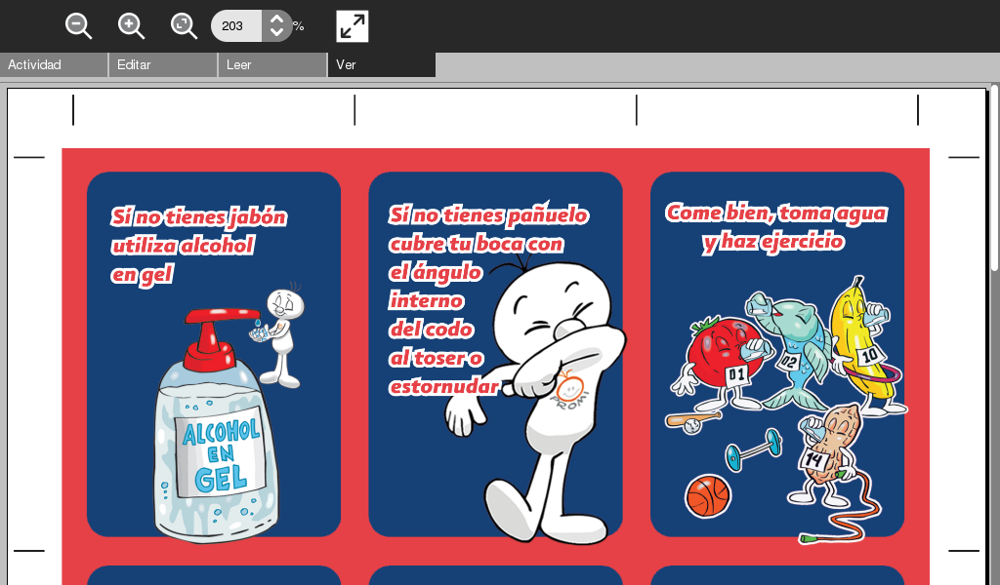 203 %
Actividad
Editar
Leer
Ver
Sí no tienes jabón
utiliza alcohol
en gel
ALCOHOL
EN
GEL
Sí no tienes pañuelo
cubre tu boca con
el ángulo
interno
del codo
al toser o
estornudar
PROMI
Come bien, toma agua
y haz ejercicio
01
02
10
14